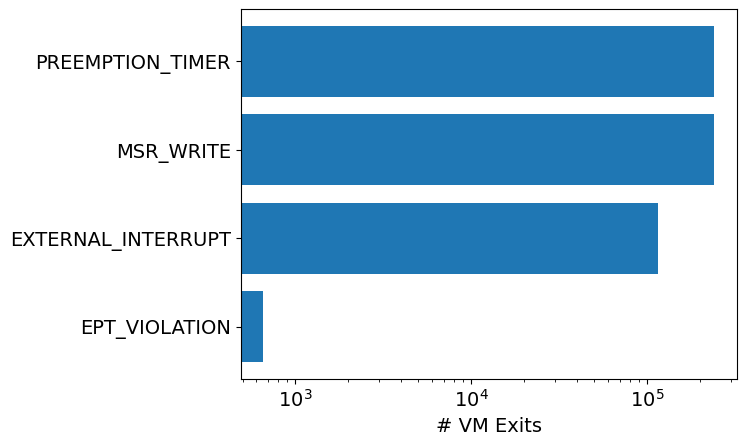 PREEMPTION_TIMER
MSR_WRITE
EXTERNAL_INTERRUPT
EPT_VIOLATION
10³ 10⁴ 10⁵
# VM Exits